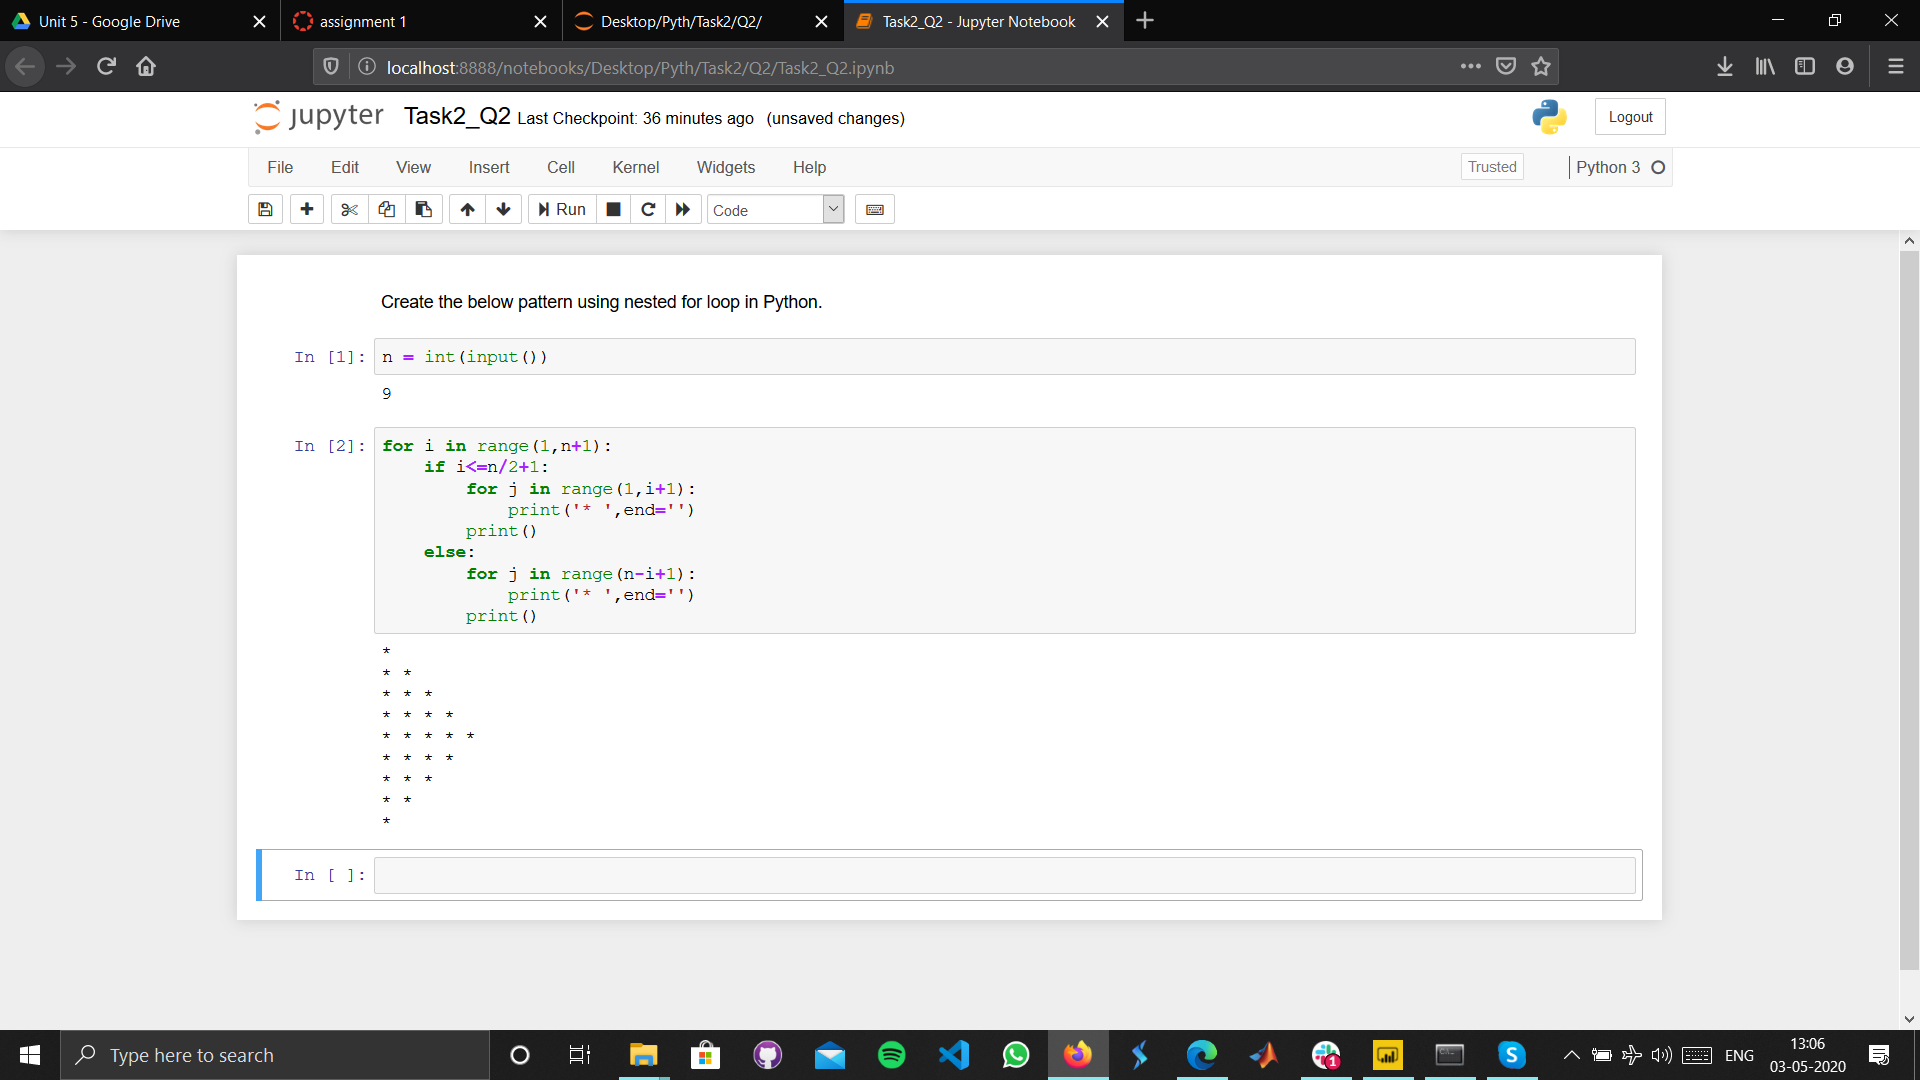 Unit 5 - Google Drive
assignment 1
Desktop/Pyth/Task2/Q2/
Task2_Q2 - Jupyter Notebook
localhost:8888/notebooks/Desktop/Pyth/Task2/Q2/Task2_Q2.ipynb
jupyter Task2_Q2 Last Checkpoint: 36 minutes ago (unsaved changes)
Logout
File Edit View Insert Cell Kernel Widgets Help
Trusted
Python 3
Run
Code
Create the below pattern using nested for loop in Python.
In [1]: n = int(input())
9
In [2]: for i in range(1,n+1):
    if i<=n/2+1:
        for j in range(1,i+1):
            print('* ',end='')
        print()
    else:
        for j in range(n-i+1):
            print('* ',end='')
        print()
*
* *
* * *
* * * *
* * * * *
* * * *
* * *
* *
*
In [ ]:
Type here to search
1
ENG
13:06
03-05-2020